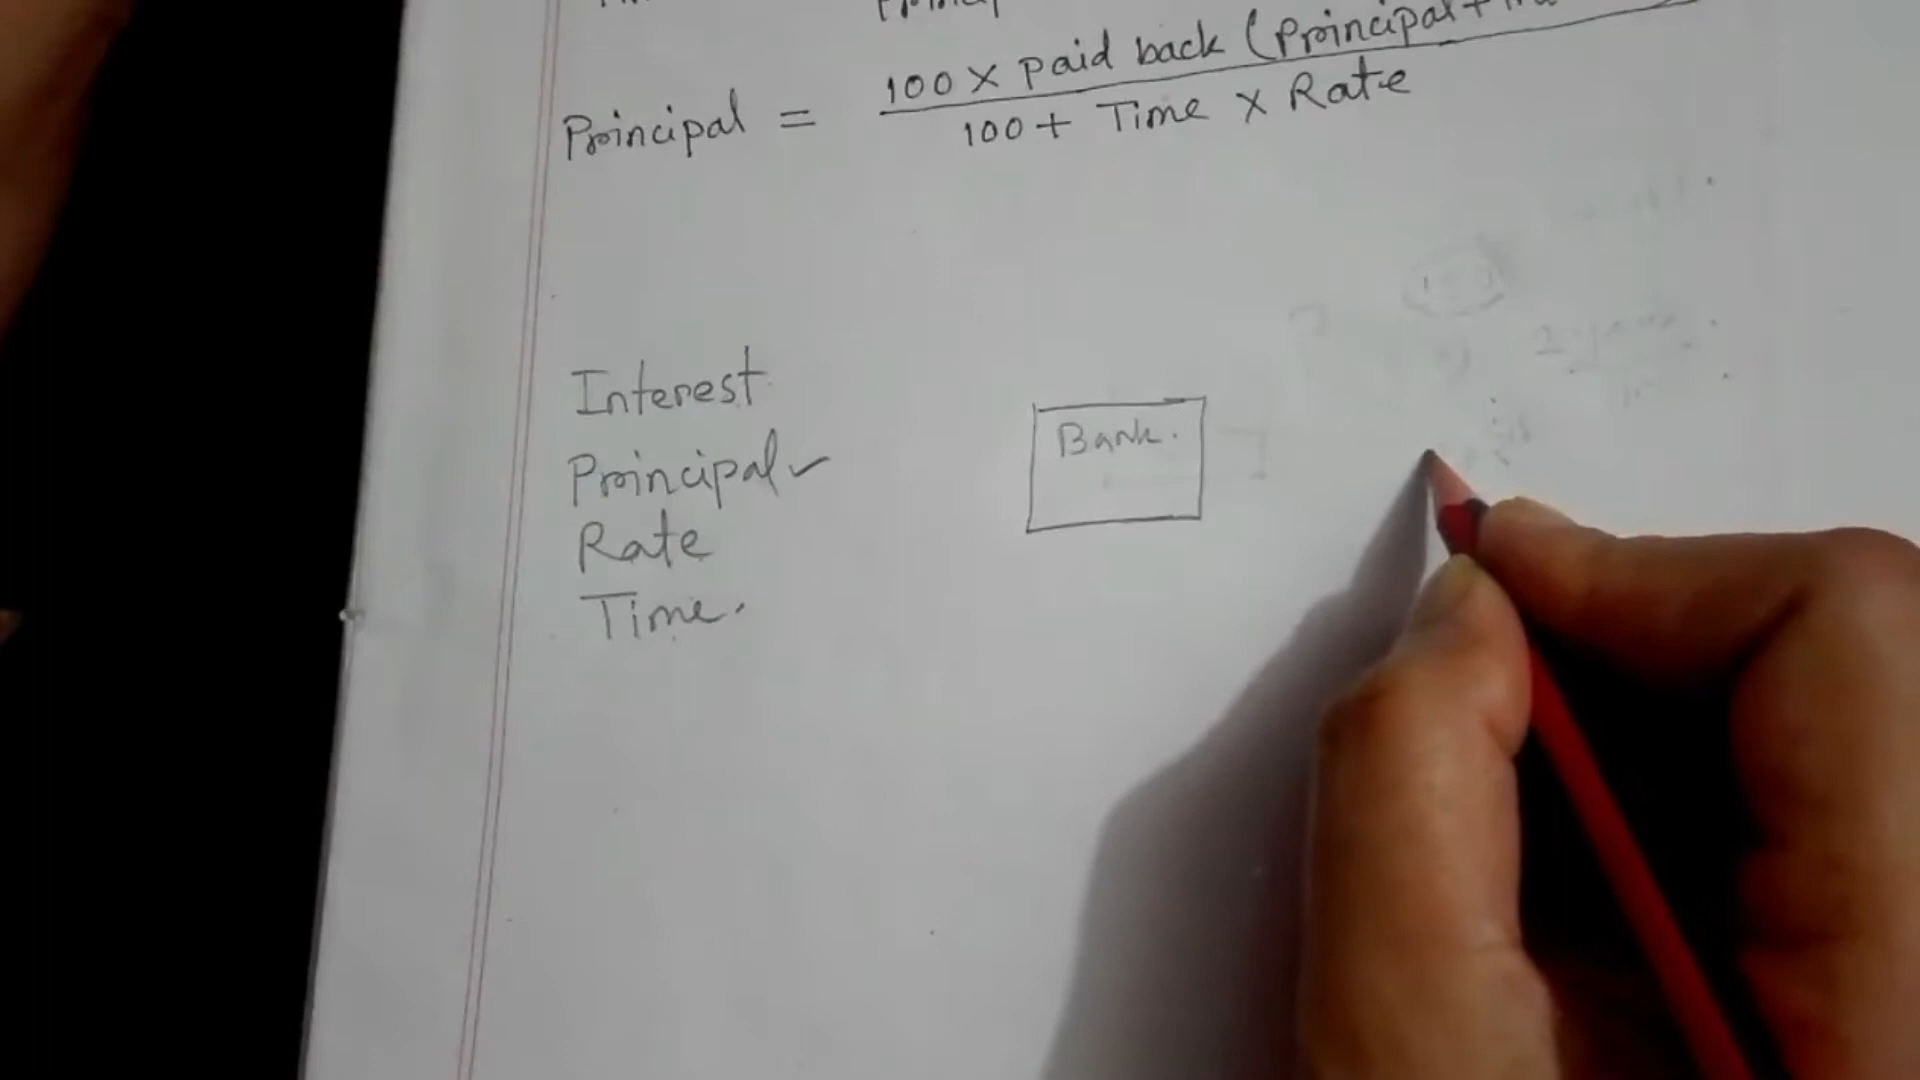 100 X Paid back (Principal +
Principal =
100 + Time X Rate
Interest
Principal ✓
Rate
Time.
Bank.